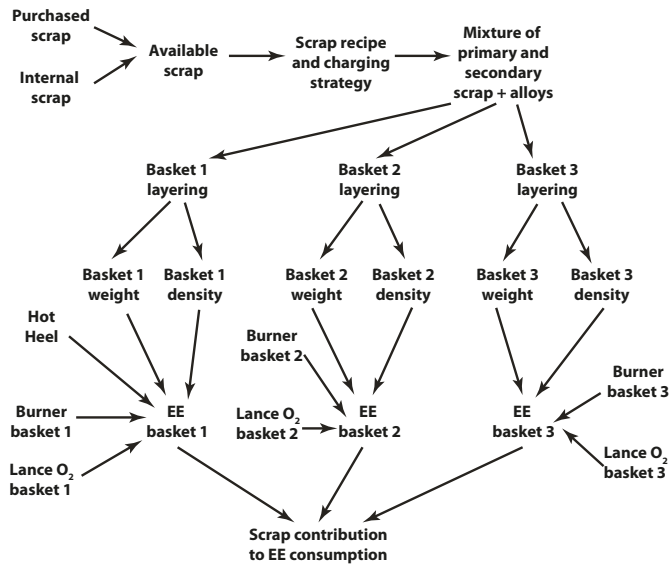 Purchased
scrap
Internal
scrap
Available
scrap
Scrap recipe
and charging
strategy
Mixture of
primary and
secondary
scrap + alloys
Basket 1
layering
Basket 2
layering
Basket 3
layering
Basket 1
weight
Basket 1
density
Basket 2
weight
Basket 2
density
Basket 3
weight
Basket 3
density
Hot
Heel
Burner
basket 1
Lance O₂
basket 1
EE
basket 1
Burner
basket 2
Lance O₂
basket 2
EE
basket 2
EE
basket 3
Burner
basket 3
Lance O₂
basket 3
Scrap contribution
to EE consumption